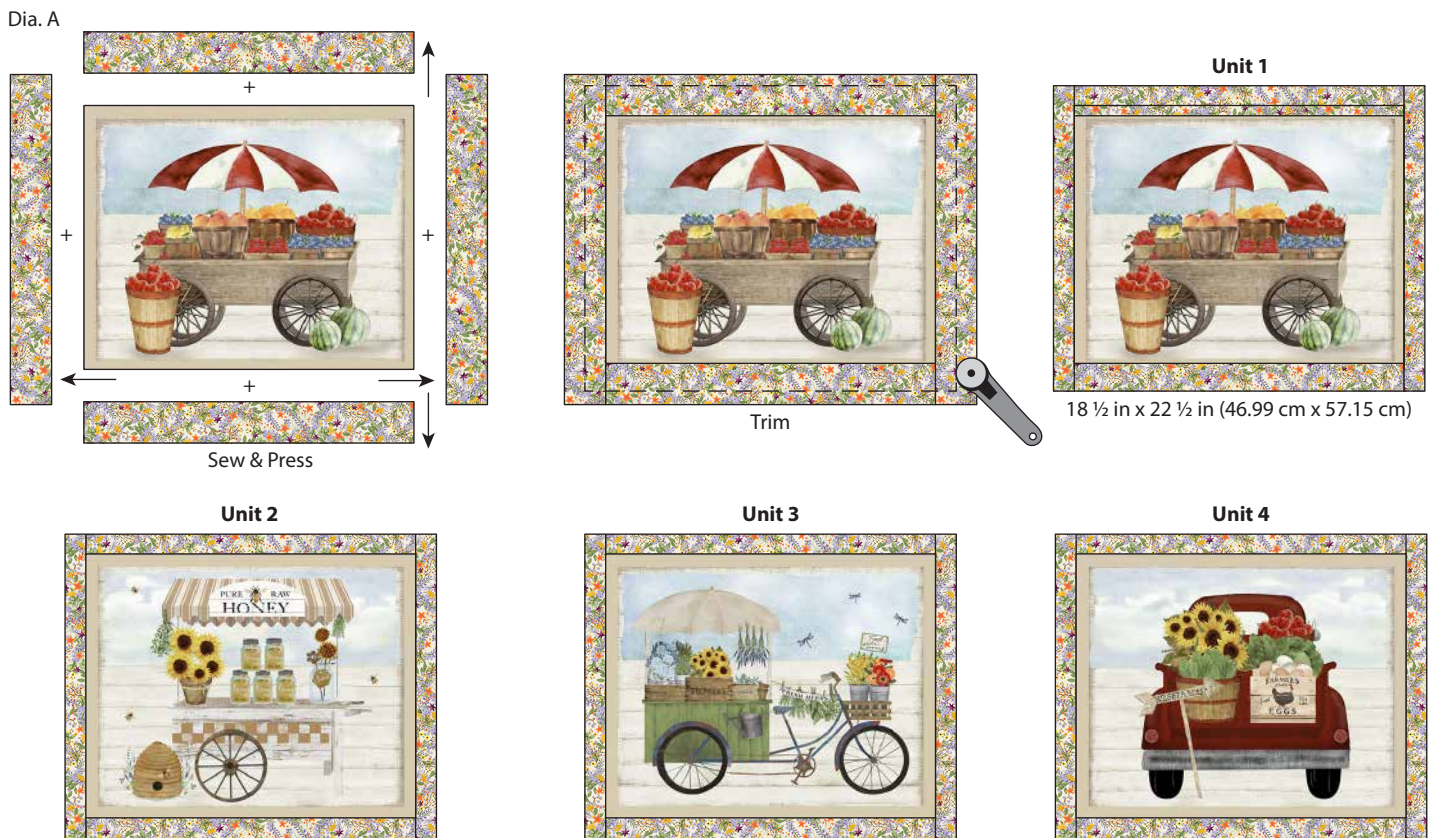 Dia. A
+
+
+
+
Sew & Press
Trim
Unit 1
18 ½ in x 22 ½ in (46.99 cm x 57.15 cm)
Unit 2
PURE RAW
HONEY
Unit 3
Unit 4
FARMER'S
EGGS